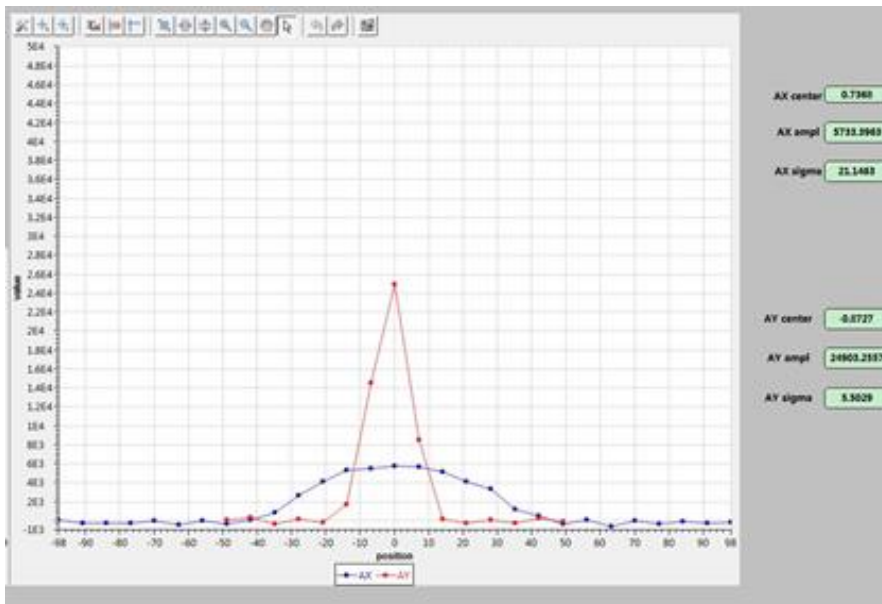 5E4
4.8E4
4.6E4
4.4E4
4.2E4
4E4
3.8E4
3.6E4
3.4E4
3.2E4
3E4
2.8E4
2.6E4
2.4E4
2.2E4
2E4
1.8E4
1.6E4
1.4E4
1.2E4
1E4
8E3
6E3
4E3
2E3
-1E3
value
-98 -90 -80 -70 -60 -50 -40 -30 -20 -10 0 10 20 30 40 50 60 70 80 90 98
position
AX AY
AX center 0.7368
AX ampl 5733.3963
AX sigma 21.1463
AY center
AY ampl
AY sigma 5.5029